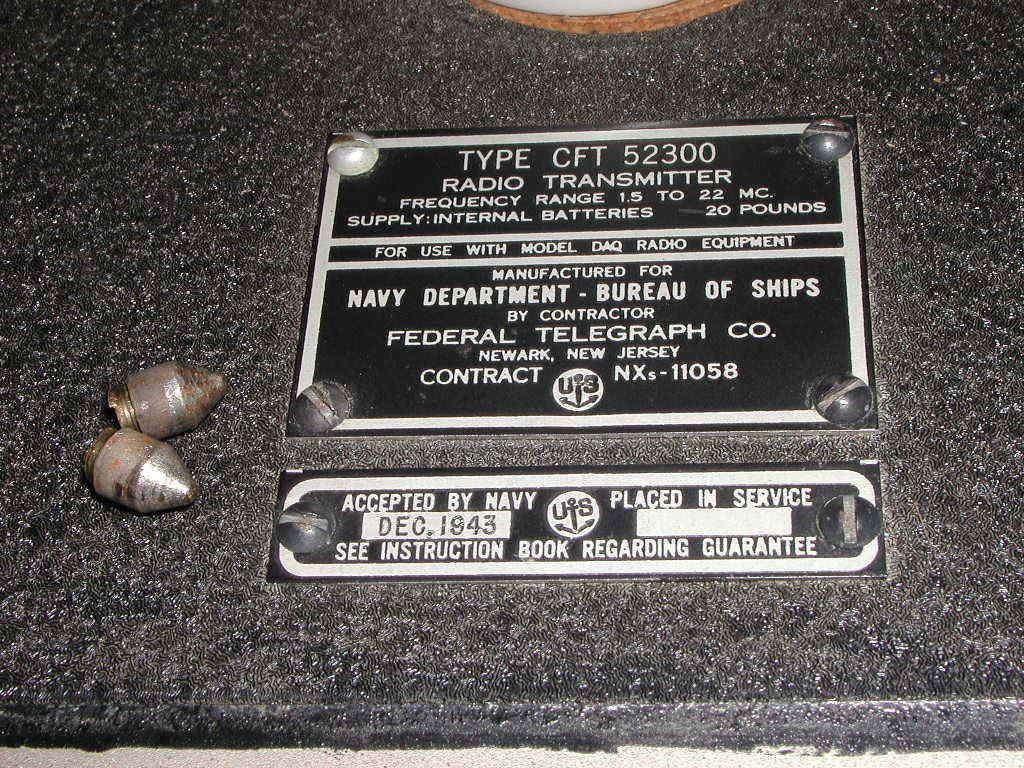 TYPE CFT 52300
RADIO TRANSMITTER
FREQUENCY RANGE 1.5 TO 22 MC.
SUPPLY: INTERNAL BATTERIES 20 POUNDS
FOR USE WITH MODEL DAQ RADIO EQUIPMENT
MANUFACTURED FOR
NAVY DEPARTMENT - BUREAU OF SHIPS
BY CONTRACTOR
FEDERAL TELEGRAPH CO.
NEWARK, NEW JERSEY
CONTRACT US NXs-11058
ACCEPTED BY NAVY US PLACED IN SERVICE
DEC. 1943
SEE INSTRUCTION BOOK REGARDING GUARANTEE